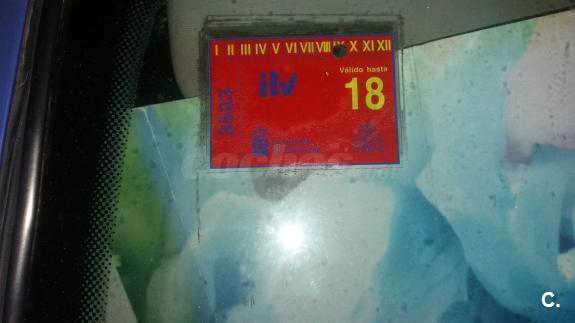 I II III IV V VI VII VIII IX X XI XII
Válido hasta
itv
18
3503
C.